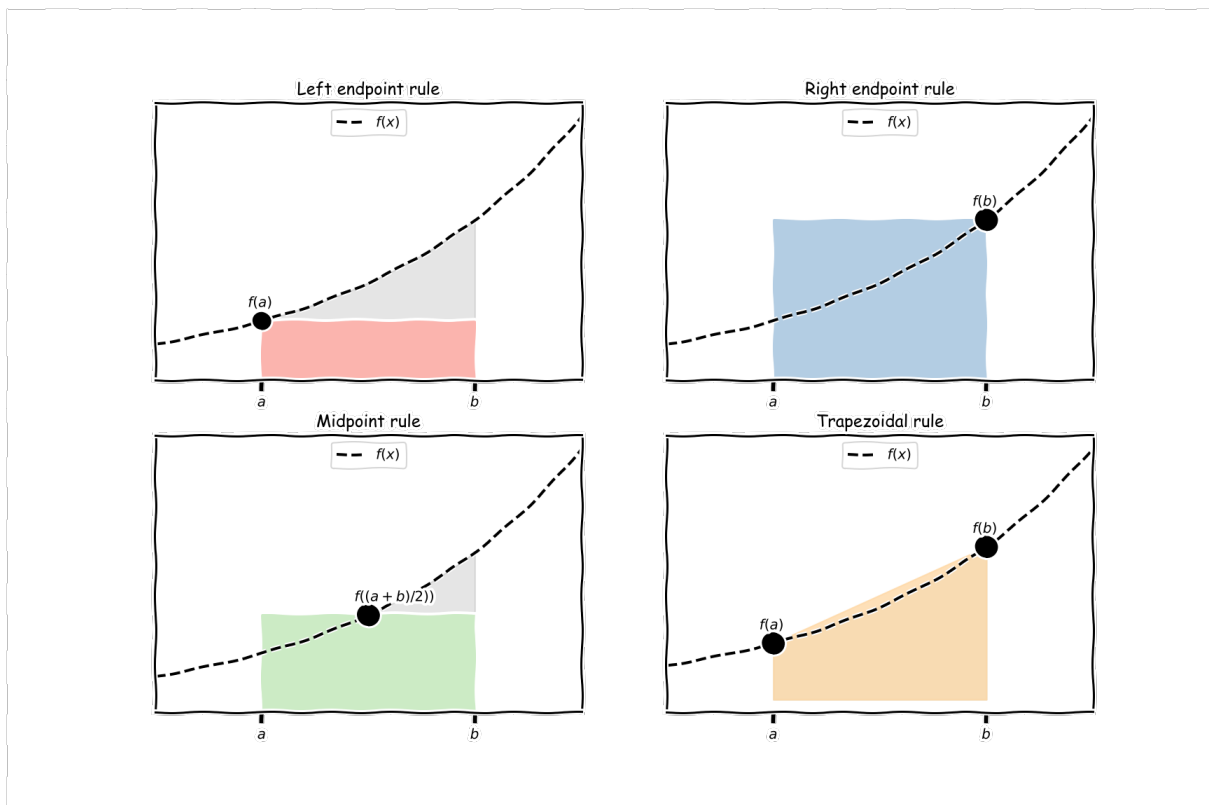 Left endpoint rule
f(x)
f(a)
a
b
Right endpoint rule
f(x)
f(b)
a
b
Midpoint rule
f(x)
f((a + b)/2))
a
b
Trapezoidal rule
f(x)
f(b)
f(a)
a
b